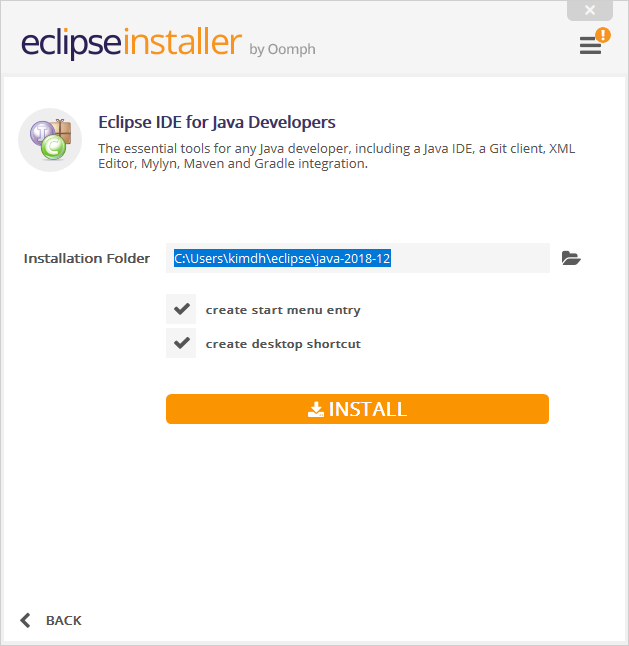 eclipseinstaller by Oomph
!
Eclipse IDE for Java Developers
The essential tools for any Java developer, including a Java IDE, a Git client, XML
Editor, Mylyn, Maven and Gradle integration.
Installation Folder C:\Users\kimdh\eclipse\java-2018-12
create start menu entry
create desktop shortcut
INSTALL
BACK